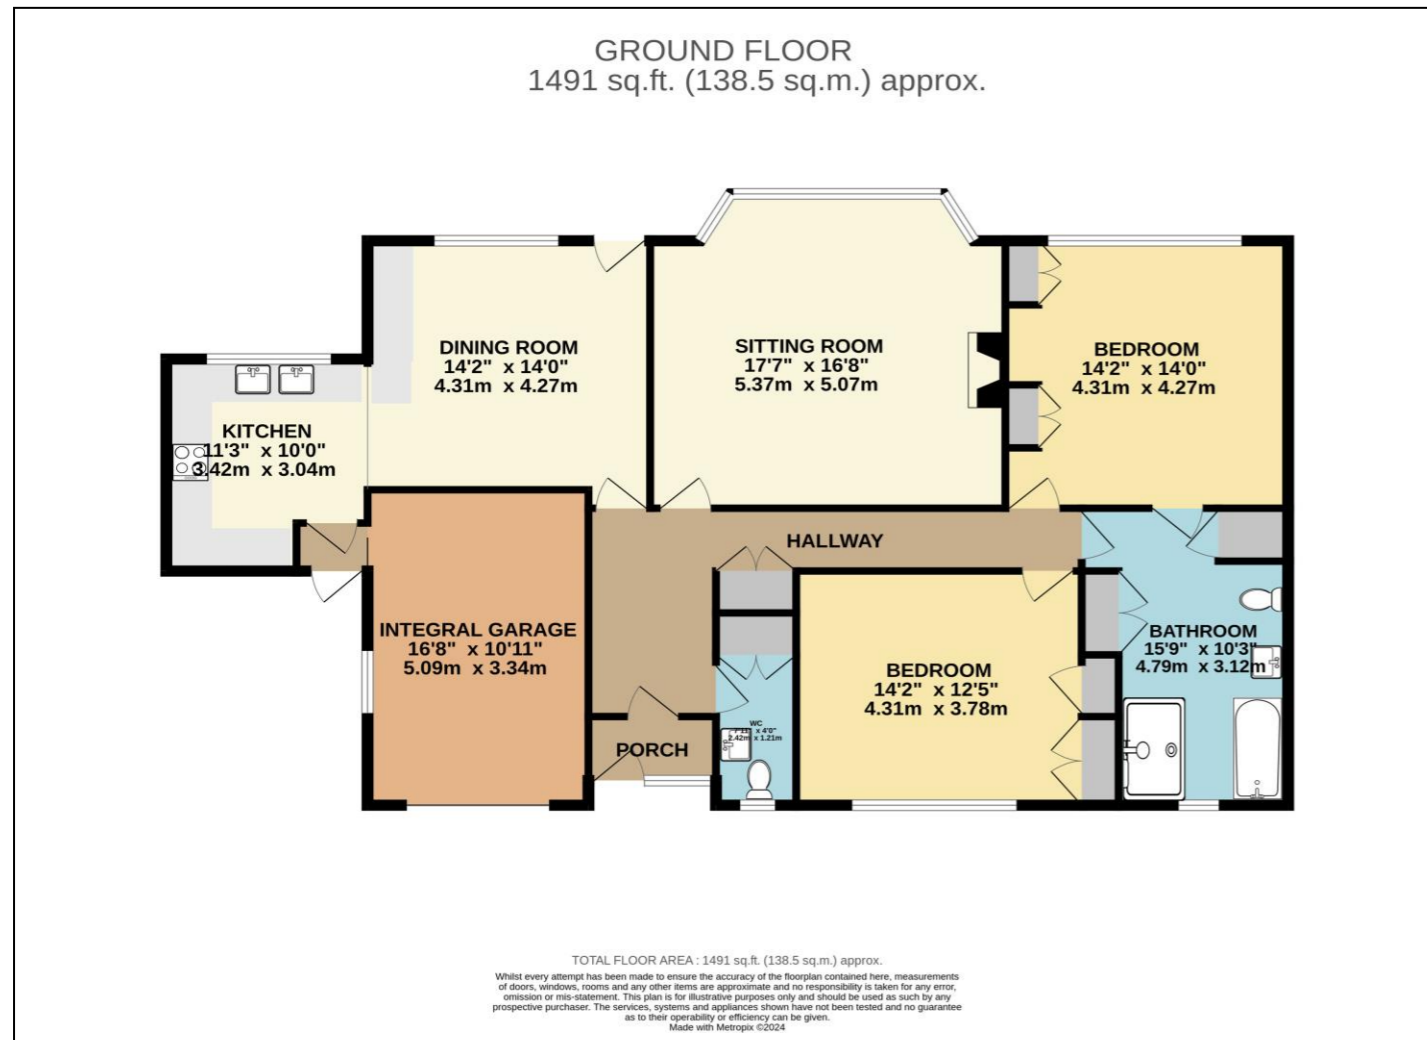 GROUND FLOOR
1491 sq.ft. (138.5 sq.m.) approx.
DINING ROOM
14'2" x 14'0"
4.31m x 4.27m
SITTING ROOM
17'7" x 16'8"
5.37m x 5.07m
BEDROOM
14'2" x 14'0"
4.31m x 4.27m
KITCHEN
11'3" x 10'0"
3.42m x 3.04m
HALLWAY
INTEGRAL GARAGE
16'8" x 10'11"
5.09m x 3.34m
BEDROOM
14'2" x 12'5"
4.31m x 3.78m
BATHROOM
15'9" x 10'3"
4.79m x 3.12m
PORCH
WC
7'11" x 4'0"
2.42m x 1.21m
TOTAL FLOOR AREA : 1491 sq.ft. (138.5 sq.m.) approx.
Whilst every attempt has been made to ensure the accuracy of the floorplan contained here, measurements
of doors, windows, rooms and any other items are approximate and no responsibility is taken for any error,
omission or mis-statement. This plan is for illustrative purposes only and should be used as such by any
prospective purchaser. The services, systems and appliances shown have not been tested and no guarantee
as to their operability or efficiency can be given.
Made with Metropix ©2024